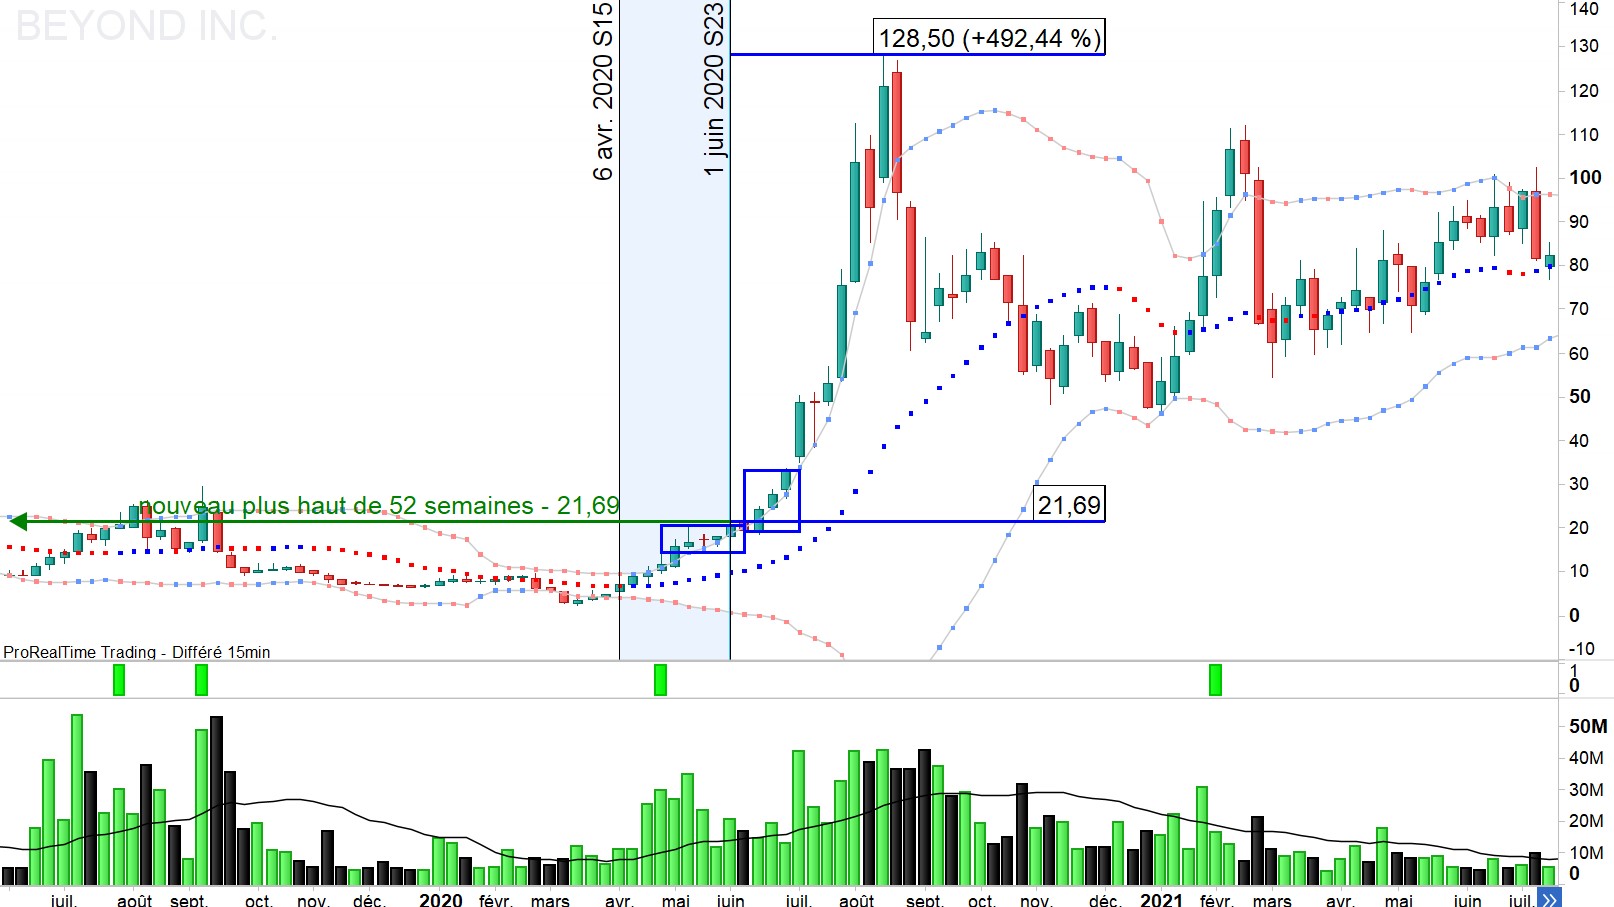 BEYOND INC.
6 avr. 2020 S15
1 juin 2020 S23
128,50 (+492,44 %)
nouveau plus haut de 52 semaines - 21,69
21,69
140
130
120
110
100
90
80
70
60
50
40
30
20
10
0
-10
ProRealTime Trading - Différé 15min
1
0
50M
40M
30M
20M
10M
0
juil. août sept. oct. nov. déc. 2020 févr. mars avr. mai juin juil. août sept. oct. nov. déc. 2021 févr. mars avr. mai juin juil.